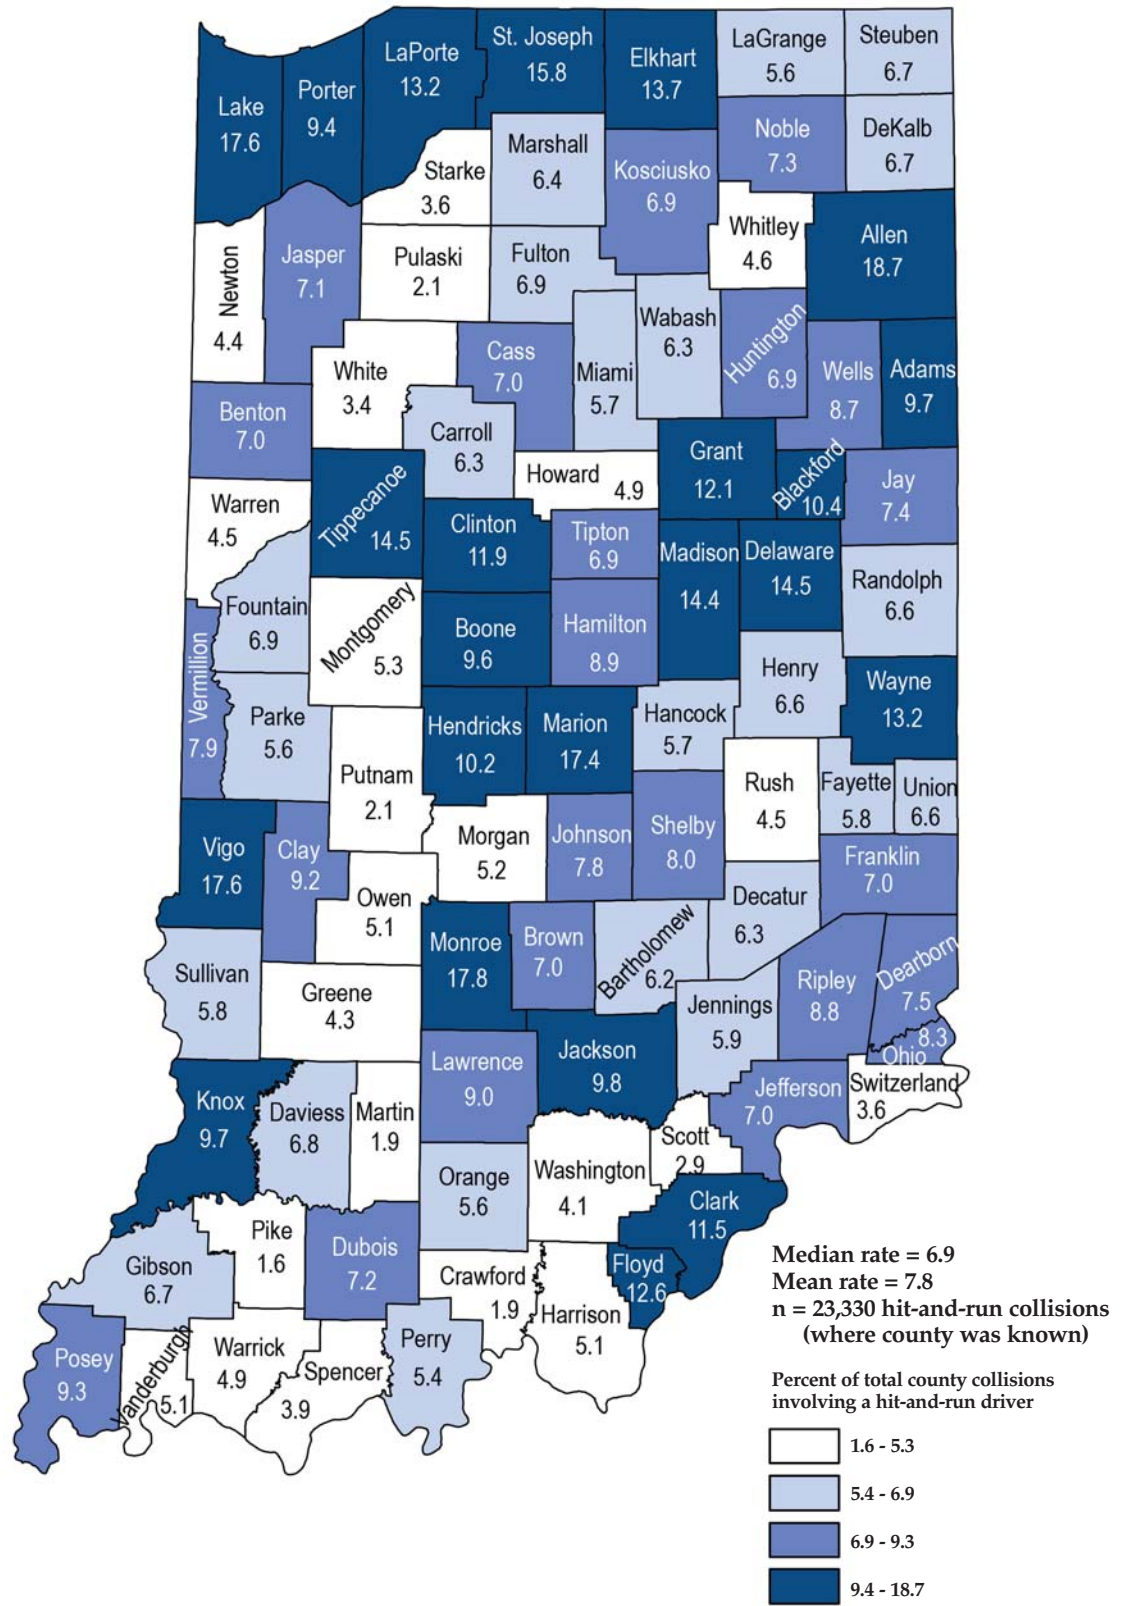 LaPorte
13.2
St. Joseph
15.8
Elkhart
13.7
LaGrange
5.6
Steuben
6.7
Lake
17.6
Porter
9.4
Noble
7.3
DeKalb
6.7
Starke
3.6
Marshall
6.4
Kosciusko
6.9
Whitley
4.6
Allen
18.7
Newton
4.4
Jasper
7.1
Pulaski
2.1
Fulton
6.9
Wabash
6.3
Huntington
6.9
White
3.4
Cass
7.0
Miami
5.7
Wells
8.7
Adams
9.7
Benton
7.0
Carroll
6.3
Howard
4.9
Grant
12.1
Blackford
10.4
Jay
7.4
Warren
4.5
Tippecanoe
14.5
Clinton
11.9
Tipton
6.9
Madison
14.4
Delaware
14.5
Randolph
6.6
Fountain
6.9
Montgomery
5.3
Boone
9.6
Hamilton
8.9
Henry
6.6
Wayne
13.2
Vermillion
7.9
Parke
5.6
Putnam
2.1
Hendricks
10.2
Marion
17.4
Hancock
5.7
Rush
4.5
Fayette
5.8
Union
6.6
Vigo
17.6
Clay
9.2
Morgan
5.2
Johnson
7.8
Shelby
8.0
Franklin
7.0
Owen
5.1
Decatur
6.3
Monroe
17.8
Brown
7.0
Bartholomew
6.2
Ripley
8.8
Dearborn
7.5
Sullivan
5.8
Greene
4.3
Jennings
5.9
8.3
Ohio
Lawrence
9.0
Jackson
9.8
Jefferson
7.0
Switzerland
3.6
Knox
9.7
Daviess
6.8
Martin
1.9
Scott
2.9
Orange
5.6
Washington
4.1
Clark
11.5
Pike
1.6
Dubois
7.2
Gibson
6.7
Crawford
1.9
Floyd
12.6
Harrison
5.1
Posey
9.3
Vanderburgh
5.1
Warrick
4.9
Spencer
3.9
Perry
5.4
Median rate = 6.9
Mean rate = 7.8
n = 23,330 hit-and-run collisions
(where county was known)
Percent of total county collisions
involving a hit-and-run driver
1.6 - 5.3
5.4 - 6.9
6.9 - 9.3
9.4 - 18.7